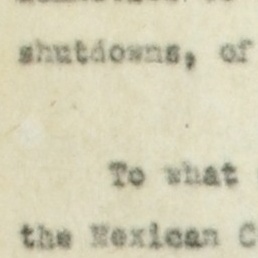 shutdowns, of
To what
the Mexican C